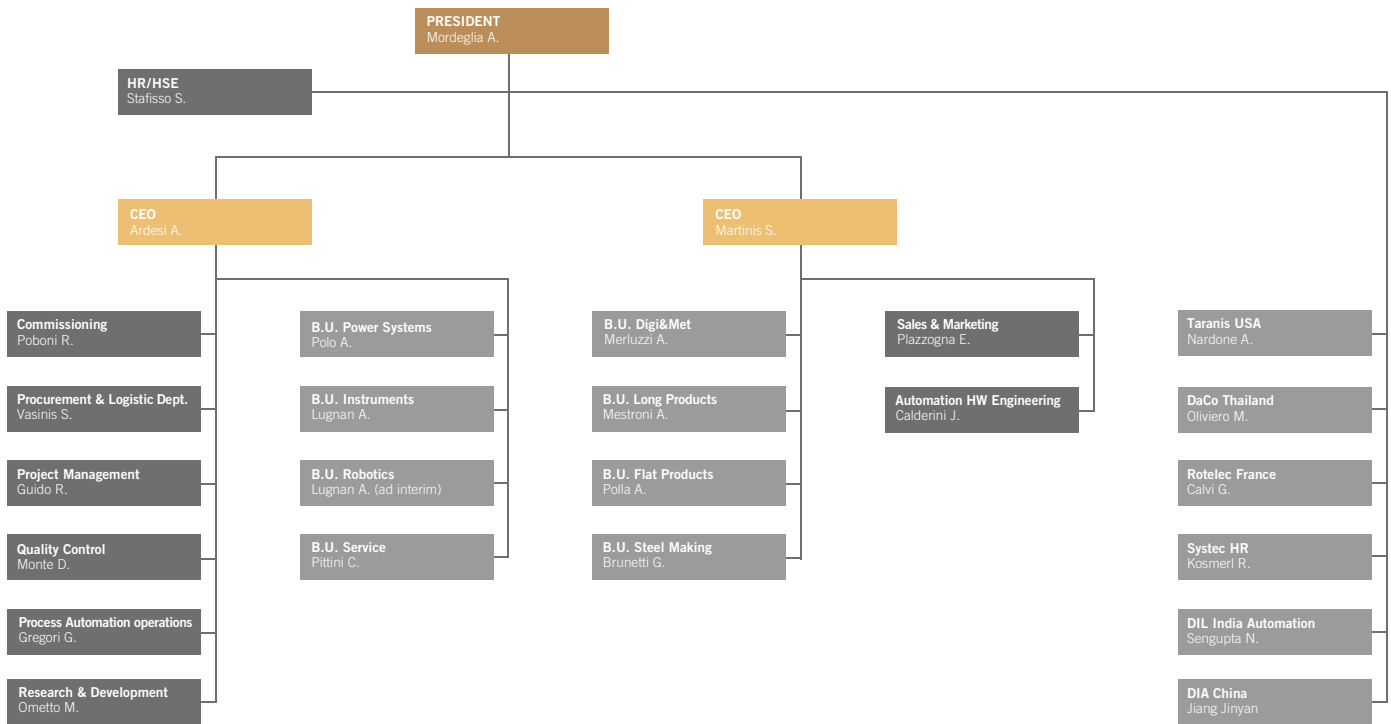 PRESIDENT
Mordeglia A.
HR/HSE
Stafisso S.
CEO
Ardesi A.
CEO
Martinis S.
Commissioning
Poboni R.
Procurement & Logistic Dept.
Vasinis S.
Project Management
Guido R.
Quality Control
Monte D.
Process Automation operations
Gregori G.
Research & Development
Ometto M.
B.U. Power Systems
Polo A.
B.U. Instruments
Lugnan A.
B.U. Robotics
Lugnan A. (ad interim)
B.U. Service
Pittini C.
B.U. Digi&Met
Merluzzi A.
B.U. Long Products
Mestroni A.
B.U. Flat Products
Polla A.
B.U. Steel Making
Brunetti G.
Sales & Marketing
Plazzogna E.
Automation HW Engineering
Calderini J.
Taranis USA
Nardone A.
DaCo Thailand
Oliviero M.
Rotelec France
Calvi G.
Systec HR
Kosmerl R.
DIL India Automation
Sengupta N.
DIA China
Jiang Jinyan